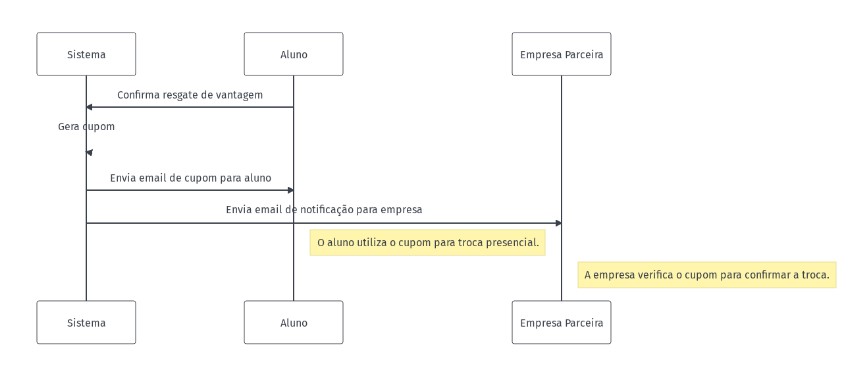 Sistema
Aluno
Empresa Parceira
Confirma resgate de vantagem
Gera cupom
Envia email de cupom para aluno
Envia email de notificação para empresa
O aluno utiliza o cupom para troca presencial.
A empresa verifica o cupom para confirmar a troca.
Sistema
Aluno
Empresa Parceira